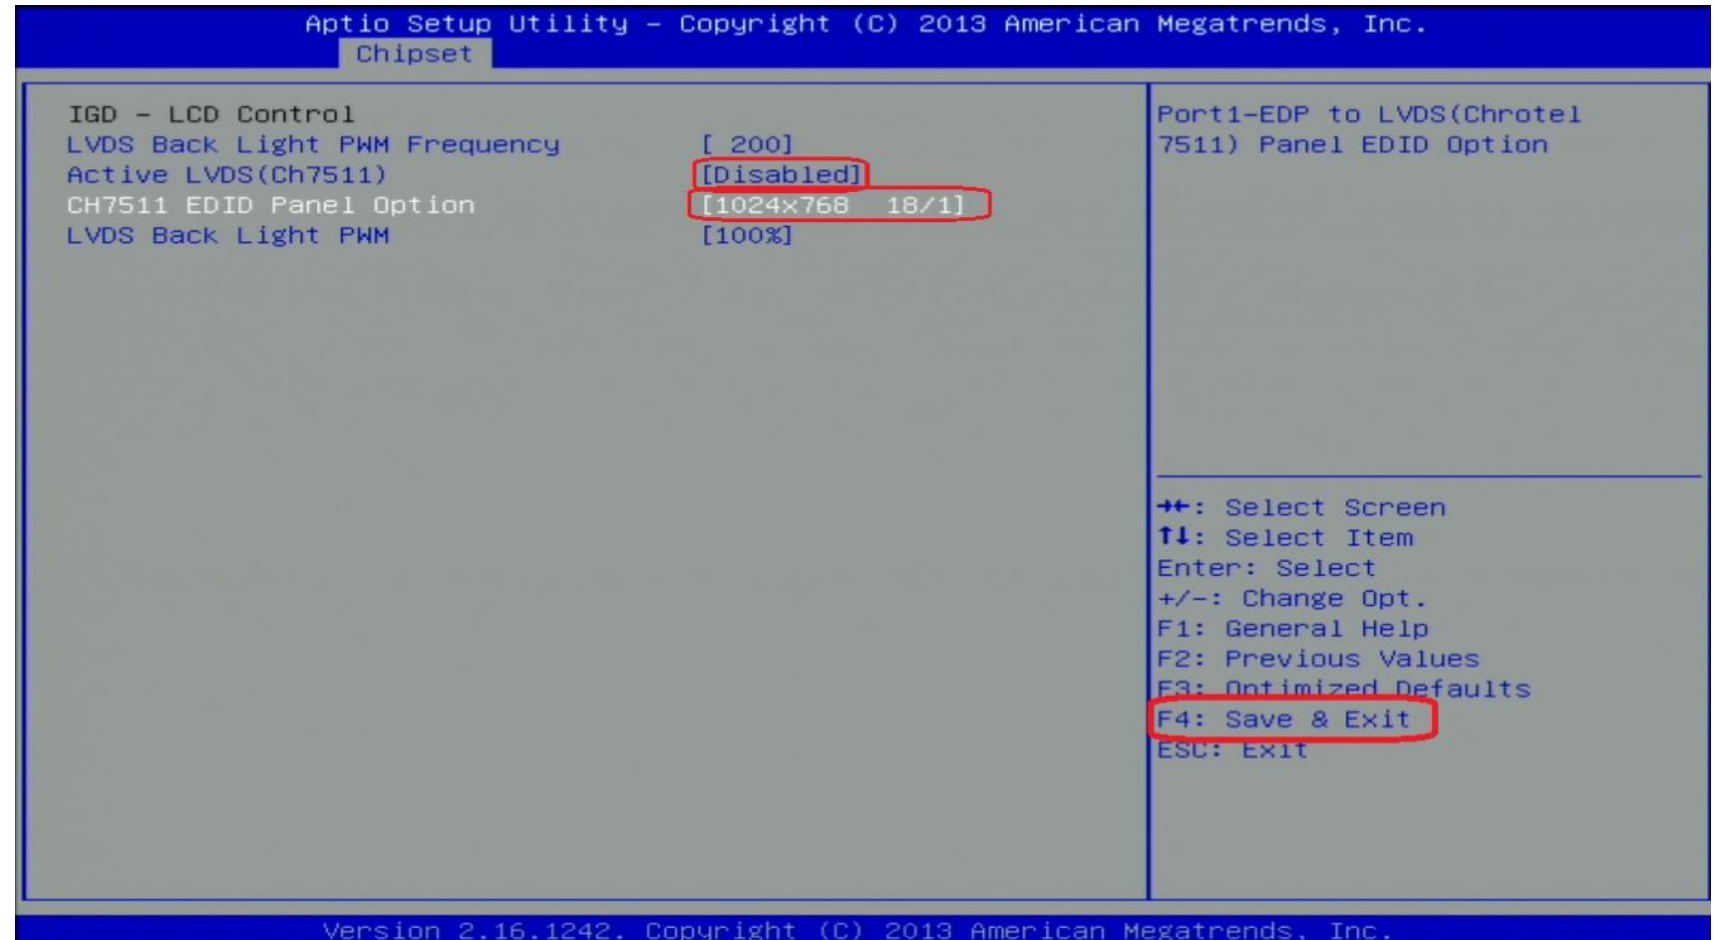 Aptio Setup Utility – Copyright (C) 2013 American Megatrends, Inc.
Chipset
IGD – LCD Control
LVDS Back Light PWM Frequency [ 200]
Active LVDS(Ch7511) [Disabled]
CH7511 EDID Panel Option [1024x768 18/1]
LVDS Back Light PWM [100%]
Port1–EDP to LVDS(Chrotel
7511) Panel EDID Option
→←: Select Screen
↑↓: Select Item
Enter: Select
+/–: Change Opt.
F1: General Help
F2: Previous Values
F3: Optimized Defaults
F4: Save & Exit
ESC: Exit
Version 2.16.1242. Copyright (C) 2013 American Megatrends, Inc.